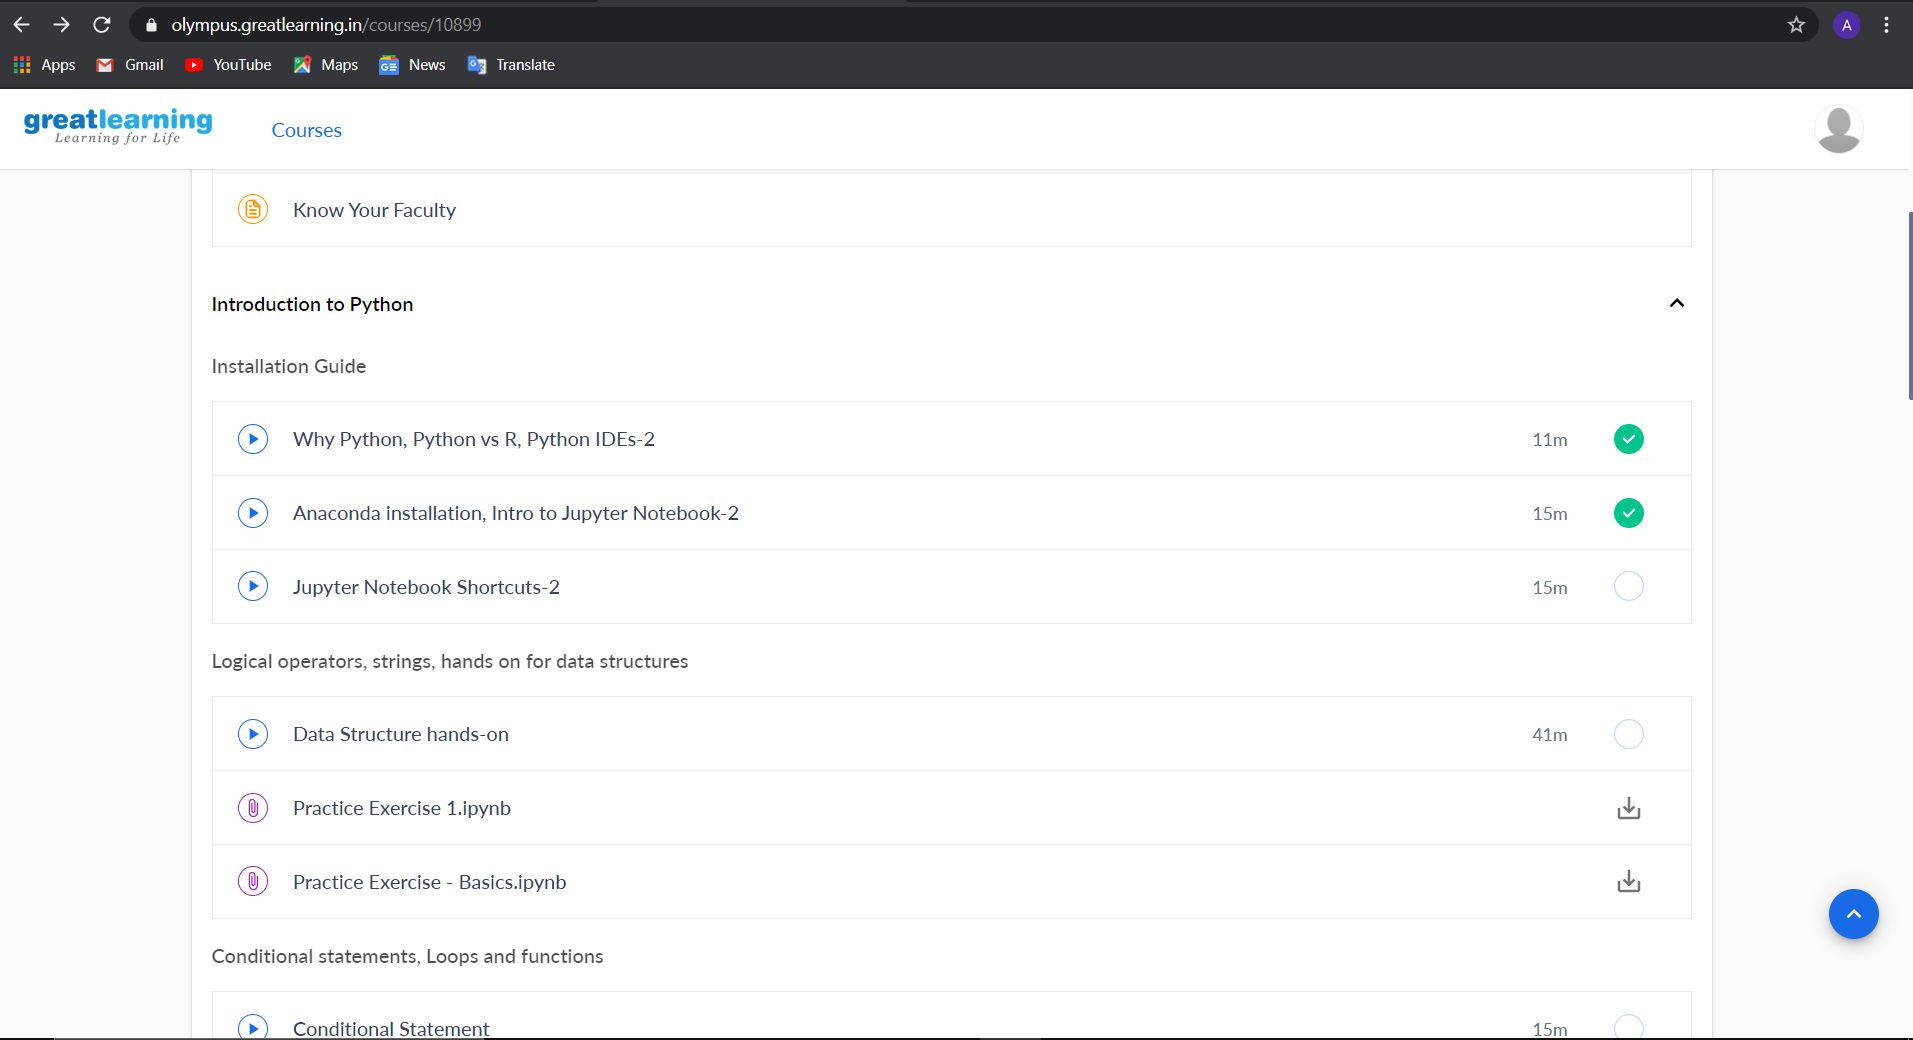 olympus.greatlearning.in/courses/10899
A
Apps Gmail YouTube Maps News Translate
greatlearning
Learning for Life
Courses
Know Your Faculty
Introduction to Python
Installation Guide
Why Python, Python vs R, Python IDEs-2 11m
Anaconda installation, Intro to Jupyter Notebook-2 15m
Jupyter Notebook Shortcuts-2 15m
Logical operators, strings, hands on for data structures
Data Structure hands-on 41m
Practice Exercise 1.ipynb
Practice Exercise - Basics.ipynb
Conditional statements, Loops and functions
Conditional Statement 15m